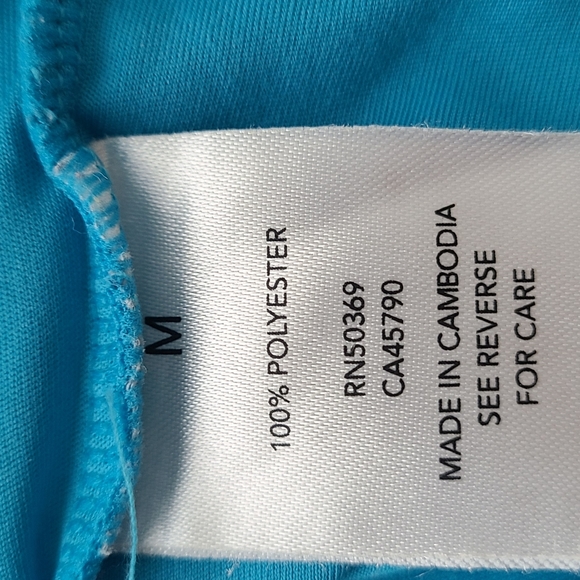 M
100% POLYESTER
RN50369
CA45790
MADE IN CAMBODIA
SEE REVERSE
FOR CARE